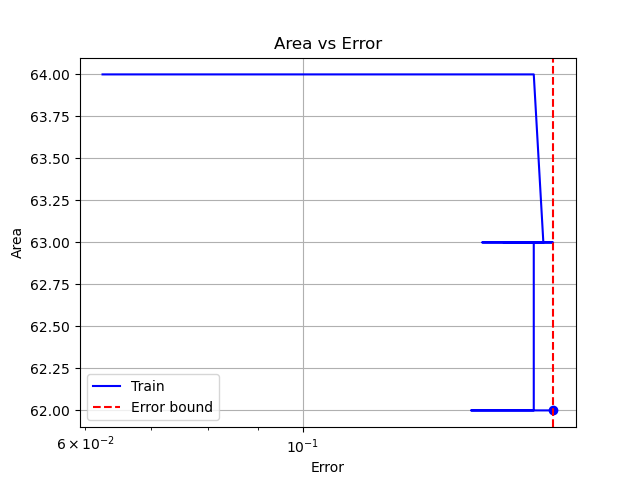 Area vs Error
Area
64.00
63.75
63.50
63.25
63.00
62.75
62.50
62.25
62.00
Train
Error bound
6 × 10⁻²
10⁻¹
Error